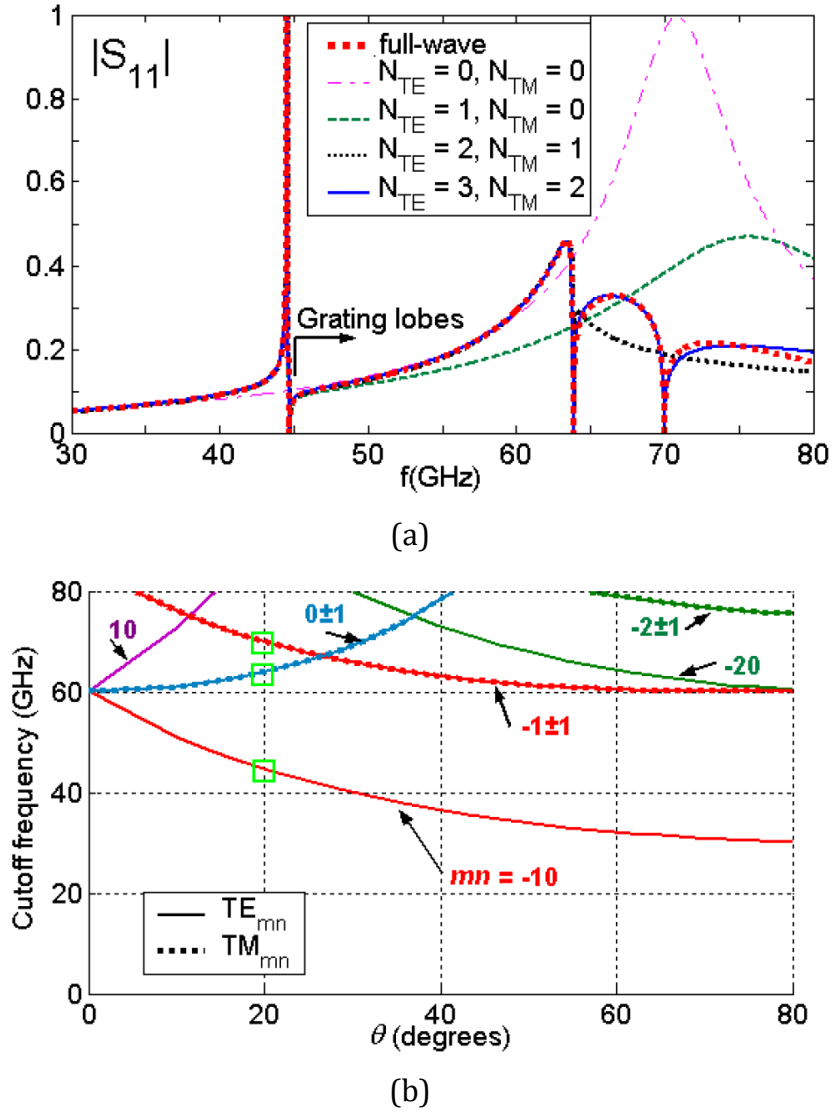 |S11|
full-wave
NTE = 0, NTM = 0
NTE = 1, NTM = 0
NTE = 2, NTM = 1
NTE = 3, NTM = 2
Grating lobes
1
0.8
0.6
0.4
0.2
0
30 40 50 60 70 80
f(GHz)
(a)
Cutoff frequency (GHz)
80
60
40
20
0
10
0±1
-2±1
-20
-1±1
mn = -10
TEmn
TMmn
0 20 40 60 80
θ (degrees)
(b)